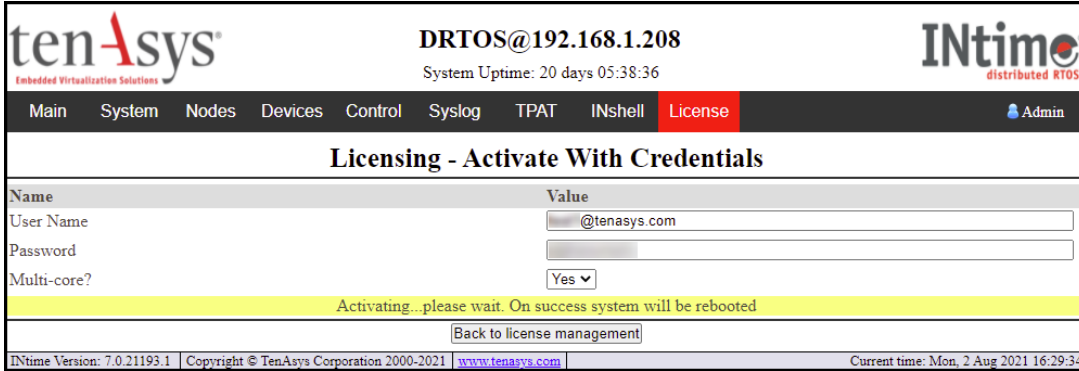 tenAsys
Embedded Virtualization Solutions
DRTOS@192.168.1.208
System Uptime: 20 days 05:38:36
INtime
distributed RTOS
Main System Nodes Devices Control Syslog TPAT INshell License Admin
Licensing - Activate With Credentials
Name Value
User Name @tenasys.com
Password
Multi-core? Yes
Activating...please wait. On success system will be rebooted
Back to license management
INtime Version: 7.0.21193.1 Copyright © TenAsys Corporation 2000-2021 www.tenasys.com Current time: Mon, 2 Aug 2021 16:29:34